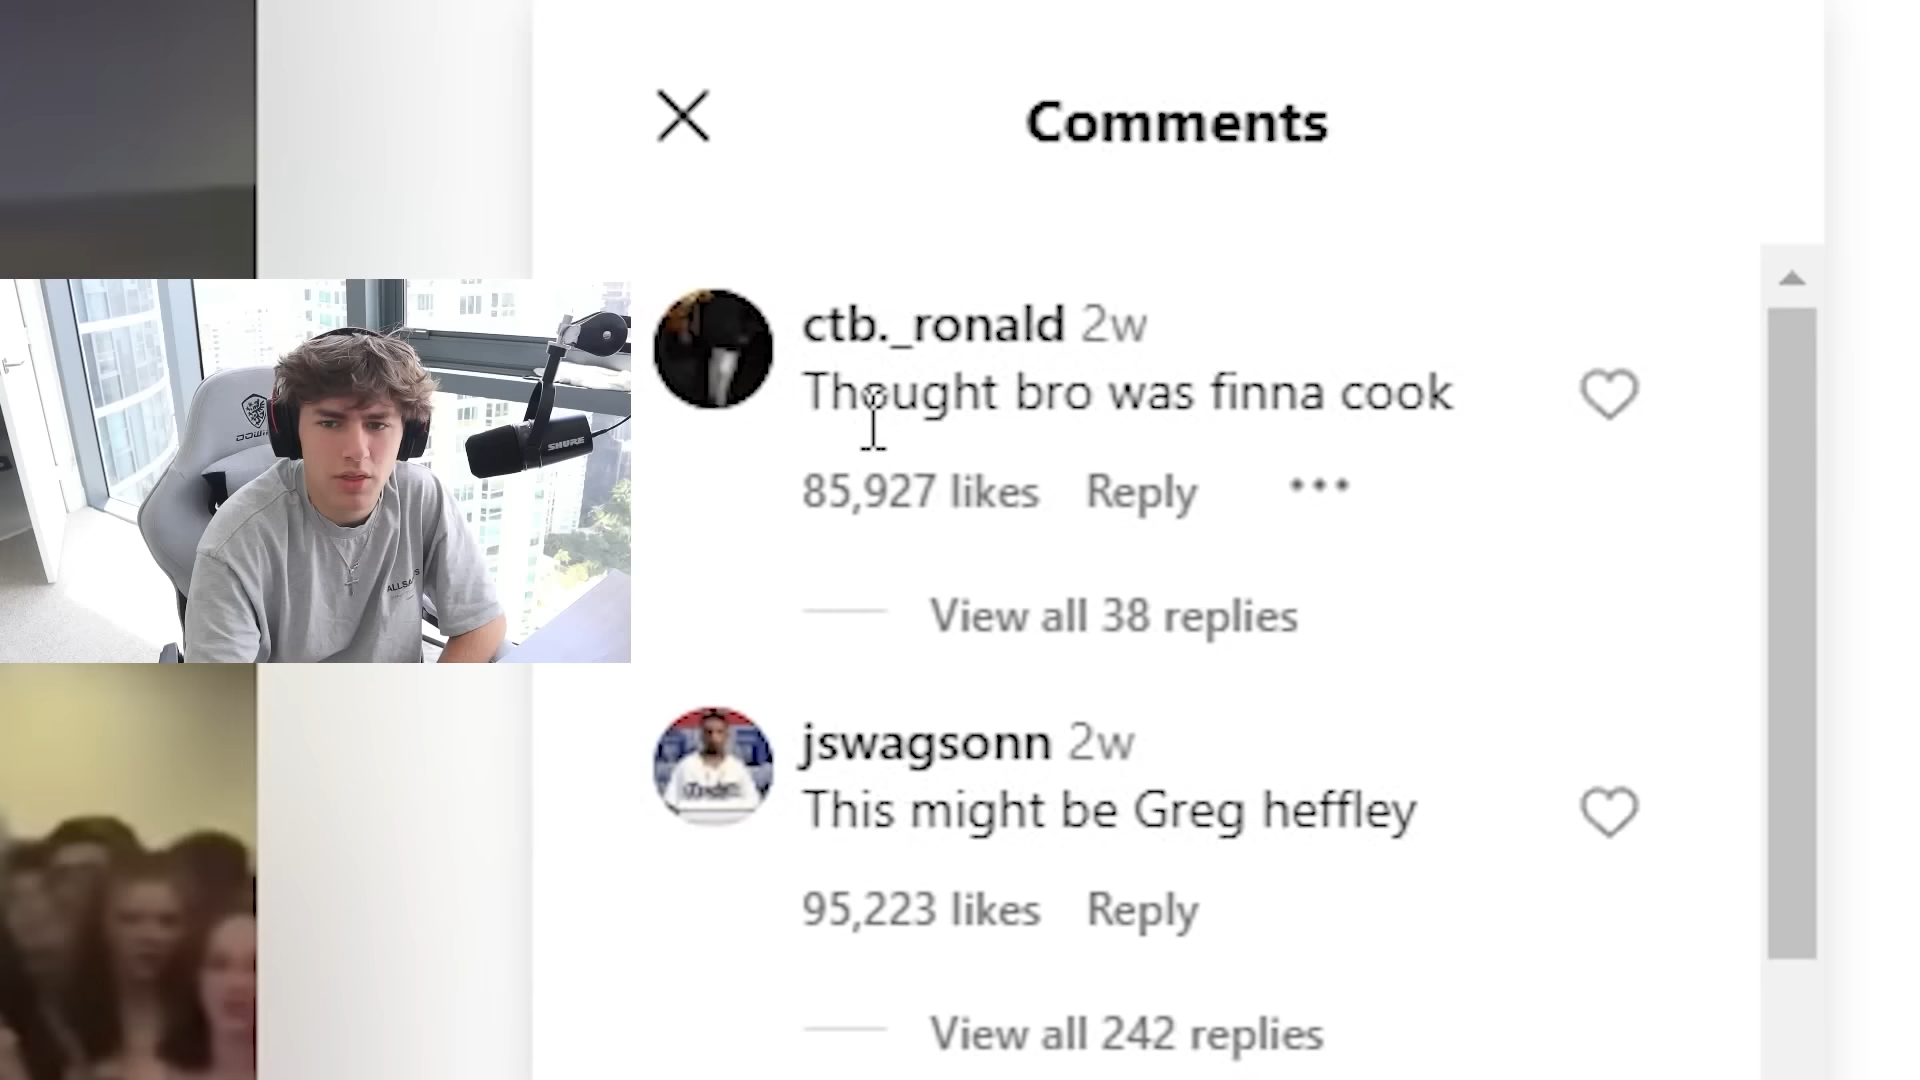 Comments
ctb._ronald 2w
Thought bro was finna cook
85,927 likes Reply
View all 38 replies
SHURE
jswagsonn 2w
This might be Greg heffley
95,223 likes Reply
View all 242 replies